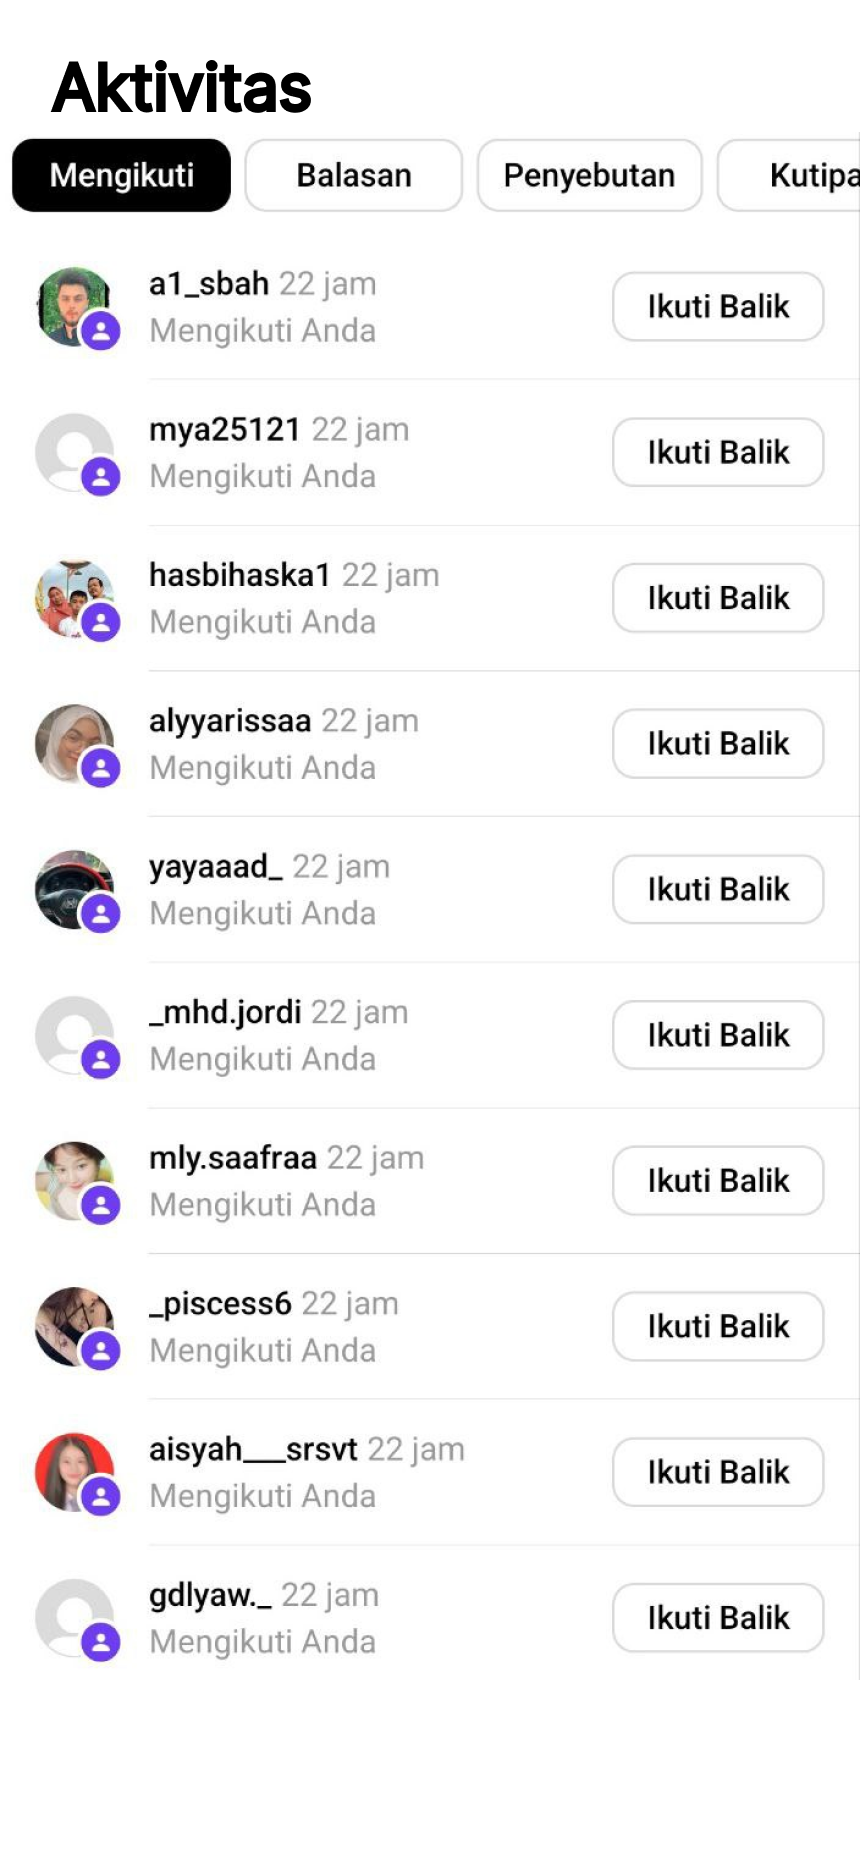 Aktivitas
Mengikuti Balasan Penyebutan Kutipa
a1_sbah 22 jam
Mengikuti Anda
Ikuti Balik
mya25121 22 jam
Mengikuti Anda
Ikuti Balik
hasbihaska1 22 jam
Mengikuti Anda
Ikuti Balik
alyyarissaa 22 jam
Mengikuti Anda
Ikuti Balik
yayaaad_ 22 jam
Mengikuti Anda
Ikuti Balik
_mhd.jordi 22 jam
Mengikuti Anda
Ikuti Balik
mly.saafraa 22 jam
Mengikuti Anda
Ikuti Balik
_piscess6 22 jam
Mengikuti Anda
Ikuti Balik
aisyah___srsvt 22 jam
Mengikuti Anda
Ikuti Balik
gdlyaw._ 22 jam
Mengikuti Anda
Ikuti Balik